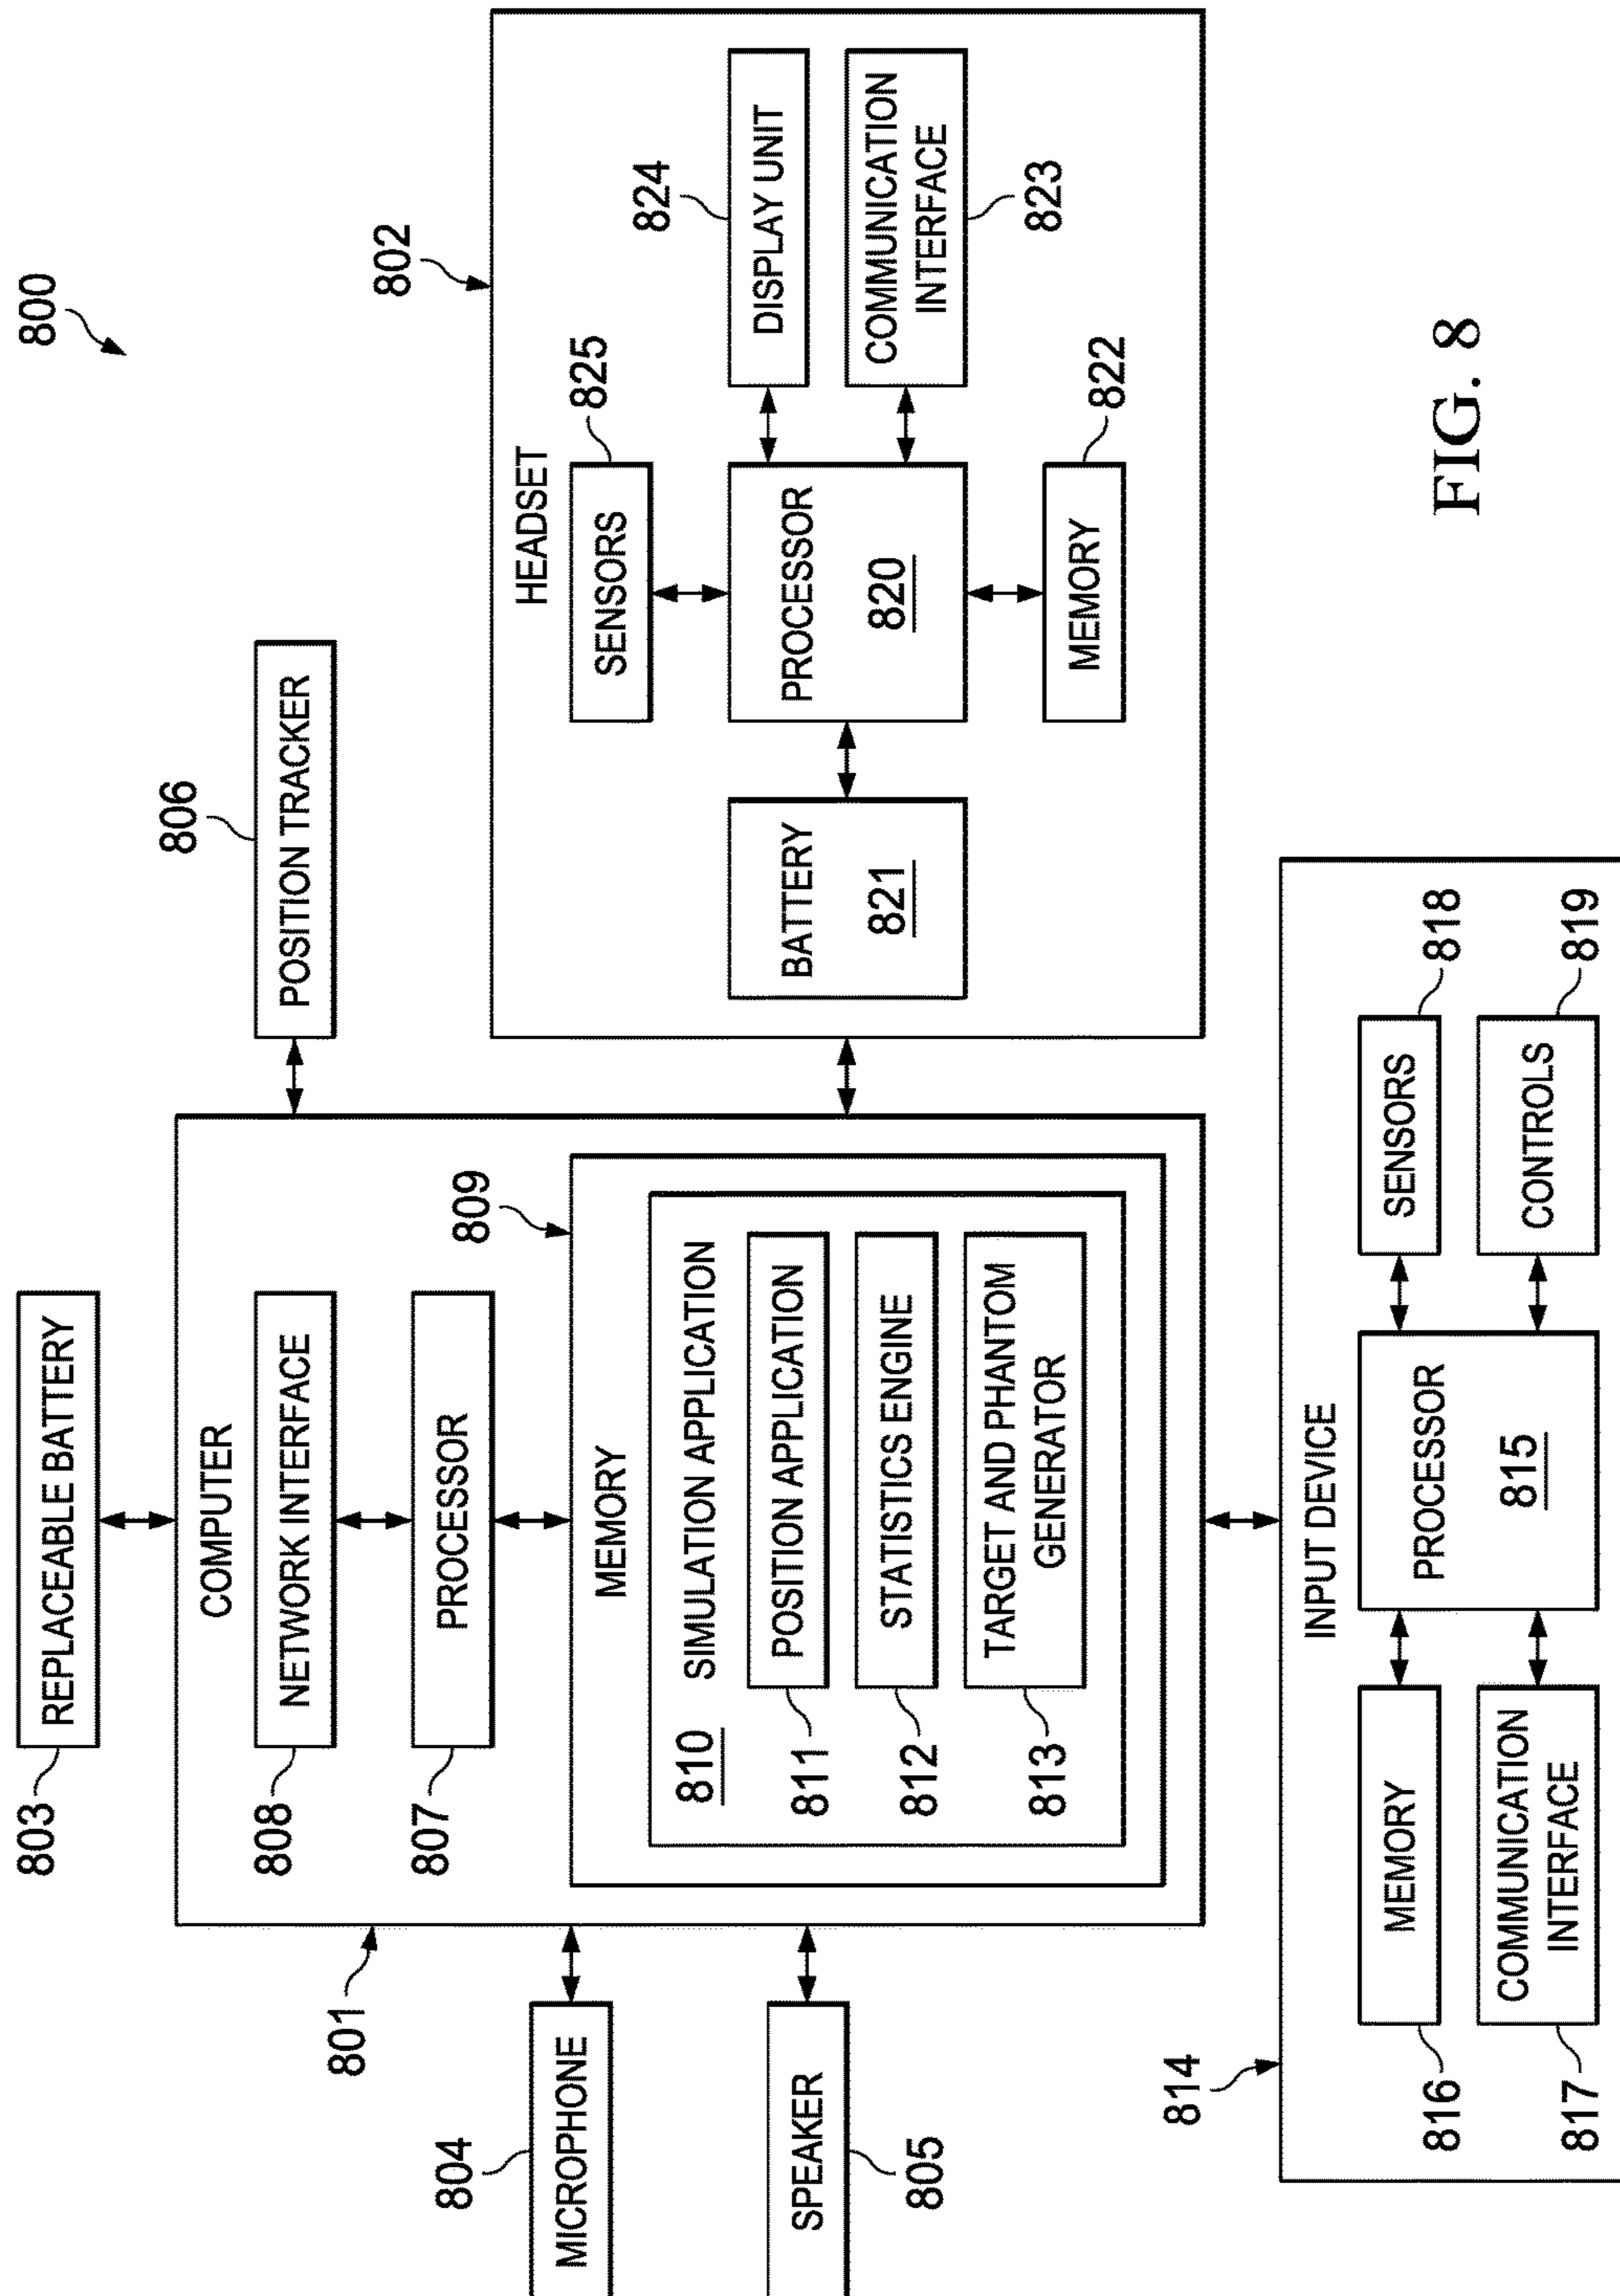 800
803
REPLACEABLE BATTERY
801
COMPUTER
808
NETWORK INTERFACE
807
PROCESSOR
809
MEMORY
810
SIMULATION APPLICATION
811
POSITION APPLICATION
812
STATISTICS ENGINE
813
TARGET AND PHANTOM
GENERATOR
804
MICROPHONE
805
SPEAKER
806
POSITION TRACKER
802
HEADSET
825
SENSORS
824
DISPLAY UNIT
BATTERY
821
PROCESSOR
820
COMMUNICATION
INTERFACE
823
MEMORY
822
814
INPUT DEVICE
816
MEMORY
817
COMMUNICATION
INTERFACE
PROCESSOR
815
SENSORS
818
CONTROLS
819
FIG. 8